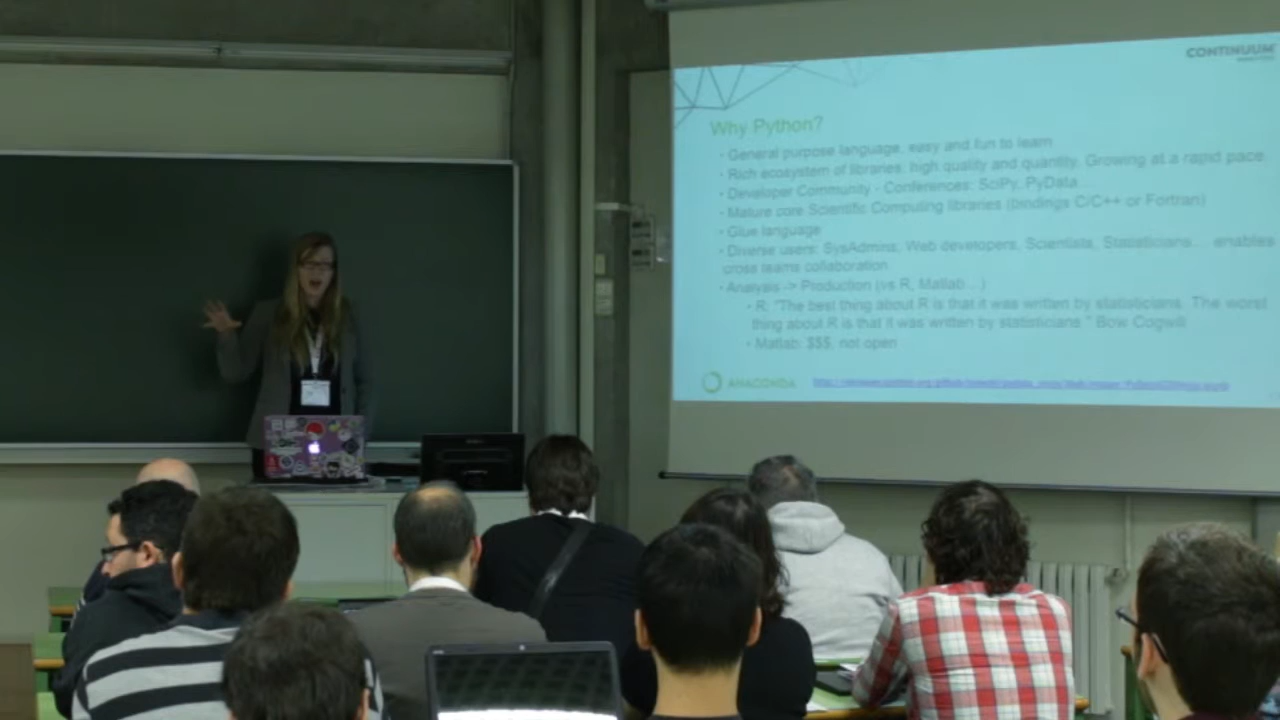 CONTINUUM
Why Python?
· General purpose language, easy and fun to learn
· Rich ecosystem of libraries, high quality and quantity. Growing at a rapid pace.
· Developer Community - Conferences: SciPy, PyData...
· Mature core Scientific Computing libraries (bindings C/C++ or Fortran)
· Glue language
· Diverse users: SysAdmins, Web developers, Scientists, Statisticians... enables
cross teams collaboration
· Analysis -> Production (vs R, Matlab...)
· R: "The best thing about R is that it was written by statisticians. The worst
thing about R is that it was written by statisticians." Bow Cogwill
· Matlab: $$$, not open
ANACONDA